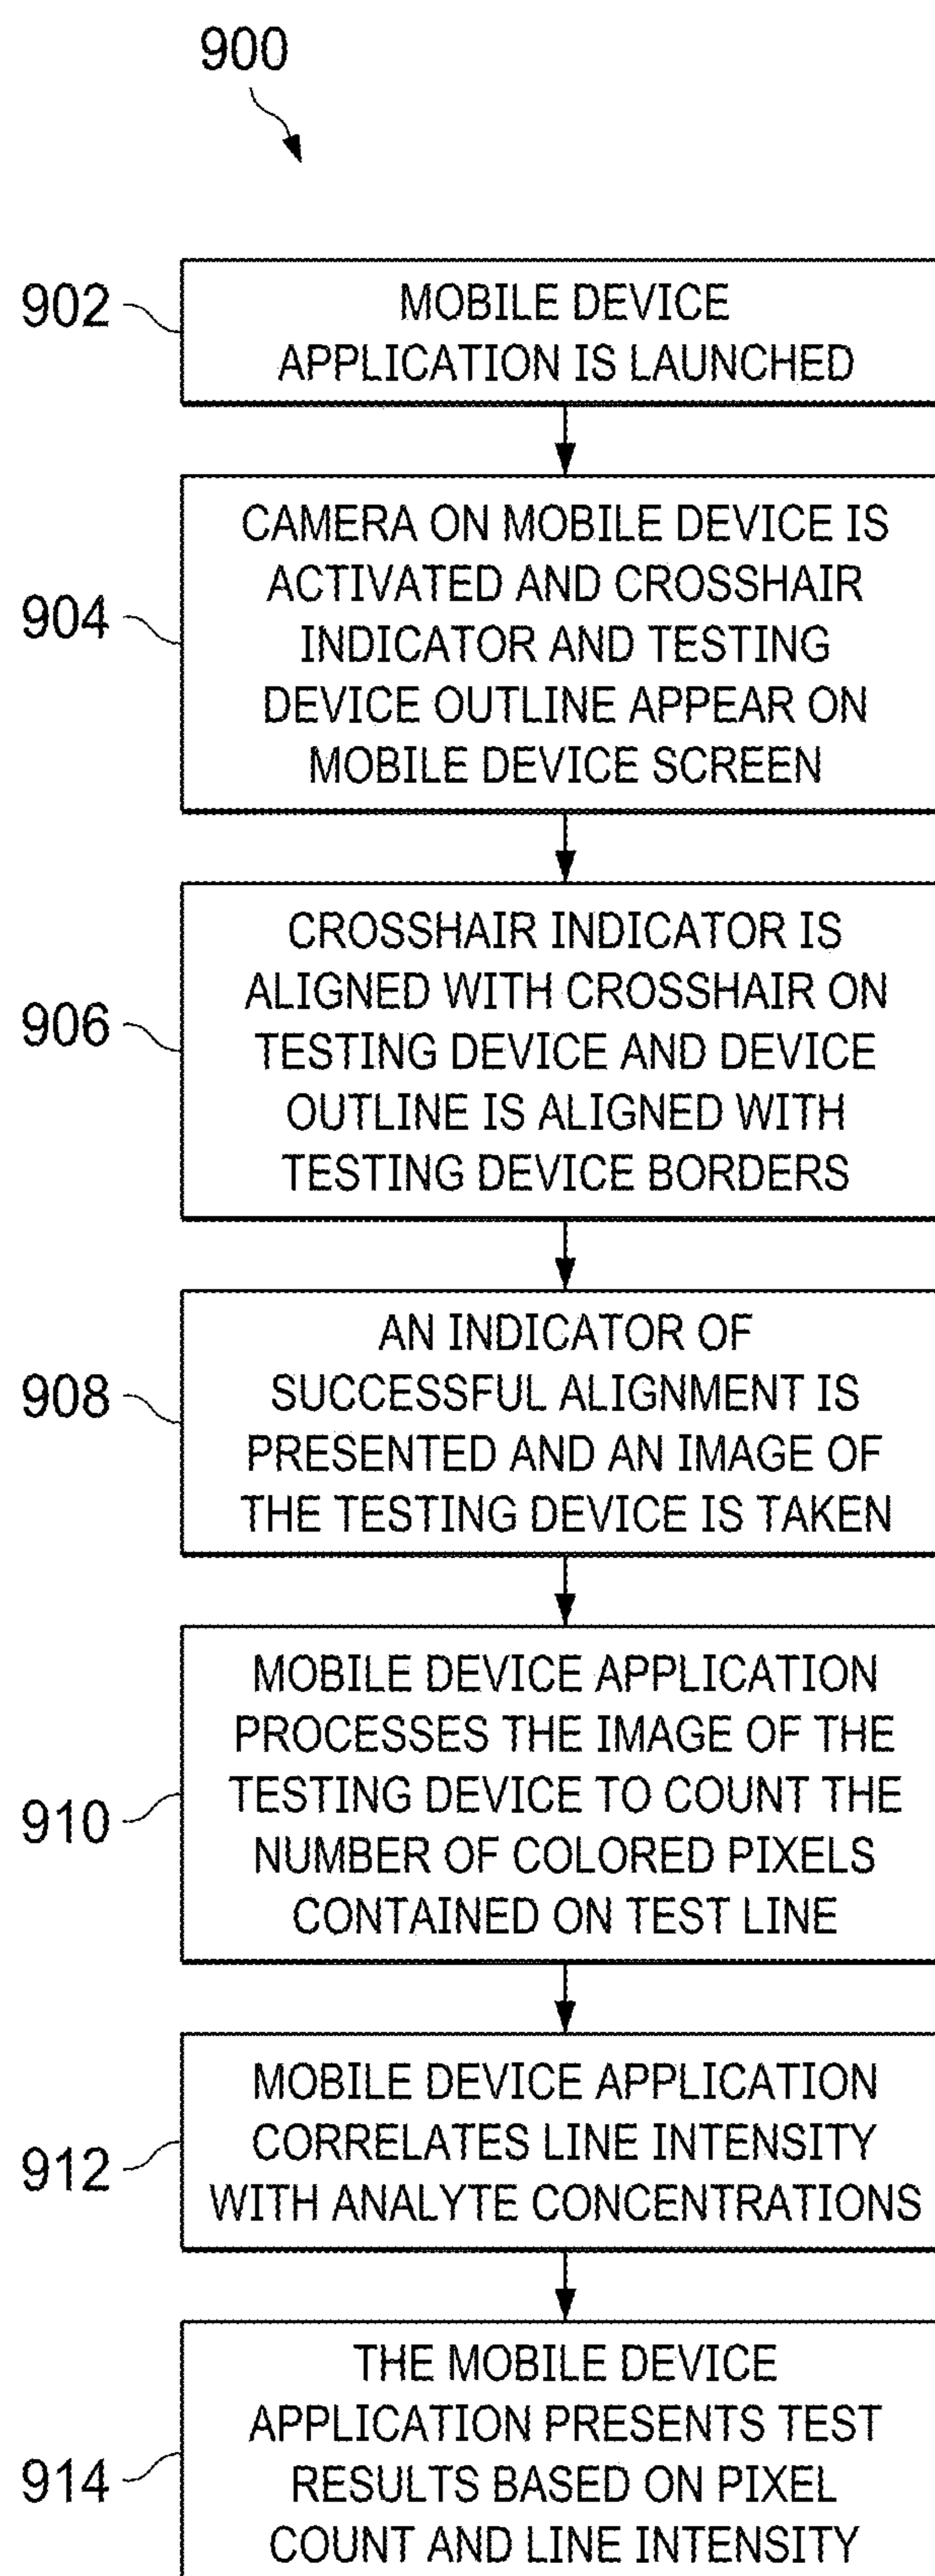 900
902
MOBILE DEVICE
APPLICATION IS LAUNCHED
904
CAMERA ON MOBILE DEVICE IS
ACTIVATED AND CROSSHAIR
INDICATOR AND TESTING
DEVICE OUTLINE APPEAR ON
MOBILE DEVICE SCREEN
906
CROSSHAIR INDICATOR IS
ALIGNED WITH CROSSHAIR ON
TESTING DEVICE AND DEVICE
OUTLINE IS ALIGNED WITH
TESTING DEVICE BORDERS
908
AN INDICATOR OF
SUCCESSFUL ALIGNMENT IS
PRESENTED AND AN IMAGE OF
THE TESTING DEVICE IS TAKEN
910
MOBILE DEVICE APPLICATION
PROCESSES THE IMAGE OF THE
TESTING DEVICE TO COUNT THE
NUMBER OF COLORED PIXELS
CONTAINED ON TEST LINE
912
MOBILE DEVICE APPLICATION
CORRELATES LINE INTENSITY
WITH ANALYTE CONCENTRATIONS
914
THE MOBILE DEVICE
APPLICATION PRESENTS TEST
RESULTS BASED ON PIXEL
COUNT AND LINE INTENSITY